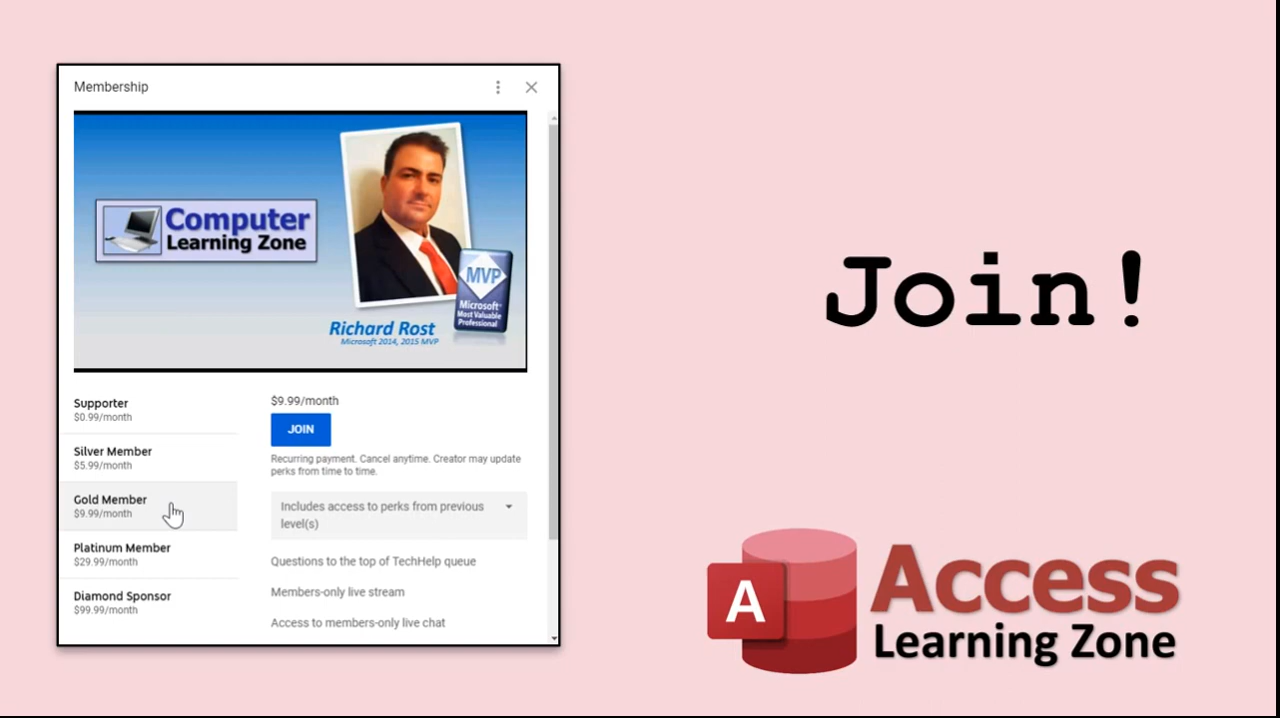 Membership
Computer
Learning Zone
MVP
Microsoft®
Most Valuable
Professional
Richard Rost
Microsoft 2014, 2015 MVP
Supporter
$0.99/month
Silver Member
$5.99/month
Gold Member
$9.99/month
Platinum Member
$29.99/month
Diamond Sponsor
$99.99/month
$9.99/month
JOIN
Recurring payment. Cancel anytime. Creator may update
perks from time to time.
Includes access to perks from previous
level(s)
Questions to the top of TechHelp queue
Members-only live stream
Access to members-only live chat
Join!
A
Access
Learning Zone